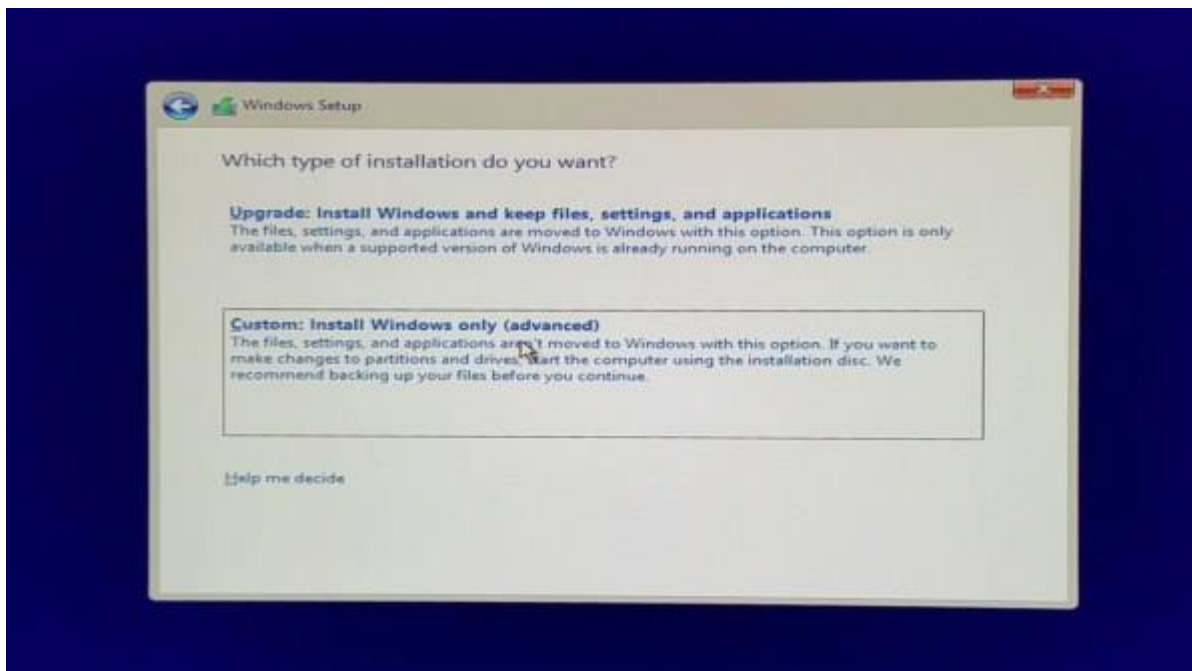 Windows Setup
Which type of installation do you want?
Upgrade: Install Windows and keep files, settings, and applications
The files, settings, and applications are moved to Windows with this option. This option is only
available when a supported version of Windows is already running on the computer.
Custom: Install Windows only (advanced)
The files, settings, and applications aren't moved to Windows with this option. If you want to
make changes to partitions and drives, start the computer using the installation disc. We
recommend backing up your files before you continue.
Help me decide